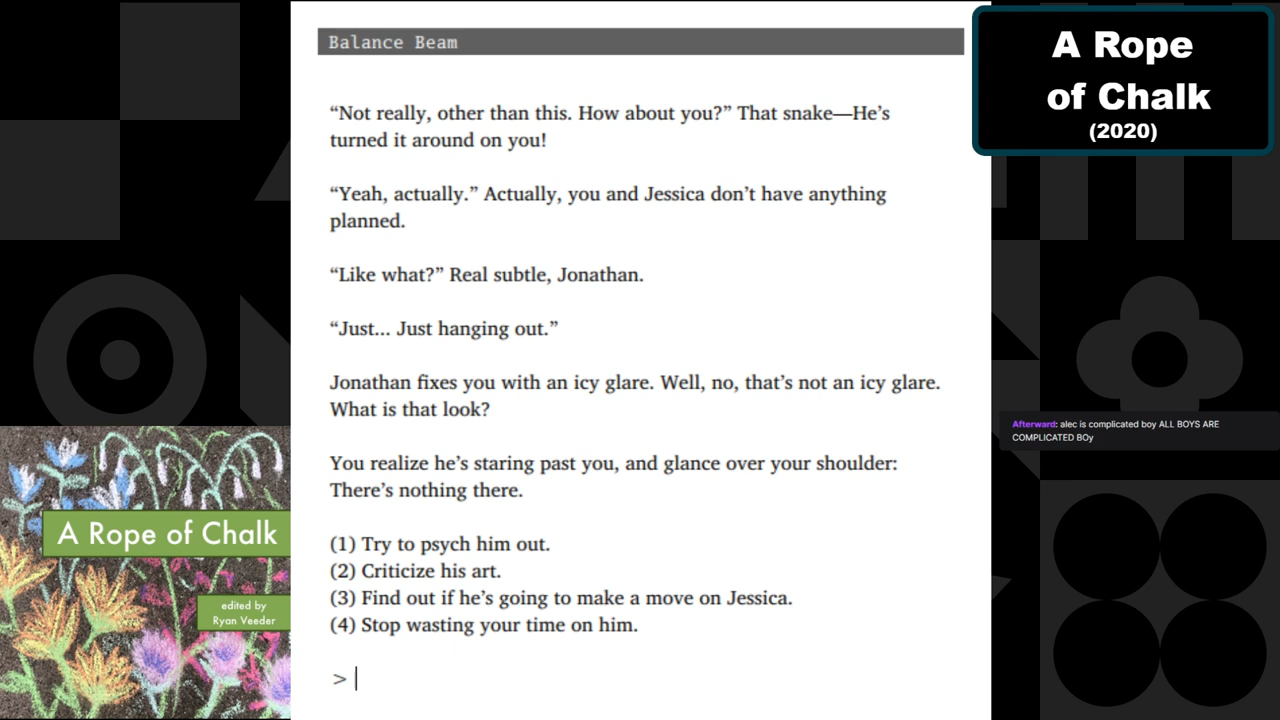 Balance Beam
“Not really, other than this. How about you?” That snake—He’s
turned it around on you!
“Yeah, actually.” Actually, you and Jessica don’t have anything
planned.
“Like what?” Real subtle, Jonathan.
“Just... Just hanging out.”
Jonathan fixes you with an icy glare. Well, no, that’s not an icy glare.
What is that look?
You realize he’s staring past you, and glance over your shoulder:
There’s nothing there.
(1) Try to psych him out.
(2) Criticize his art.
(3) Find out if he’s going to make a move on Jessica.
(4) Stop wasting your time on him.
>
A Rope
of Chalk
(2020)
Afterward: alec is complicated boy ALL BOYS ARE
COMPLICATED BOy
A Rope of Chalk
edited by
Ryan Veeder